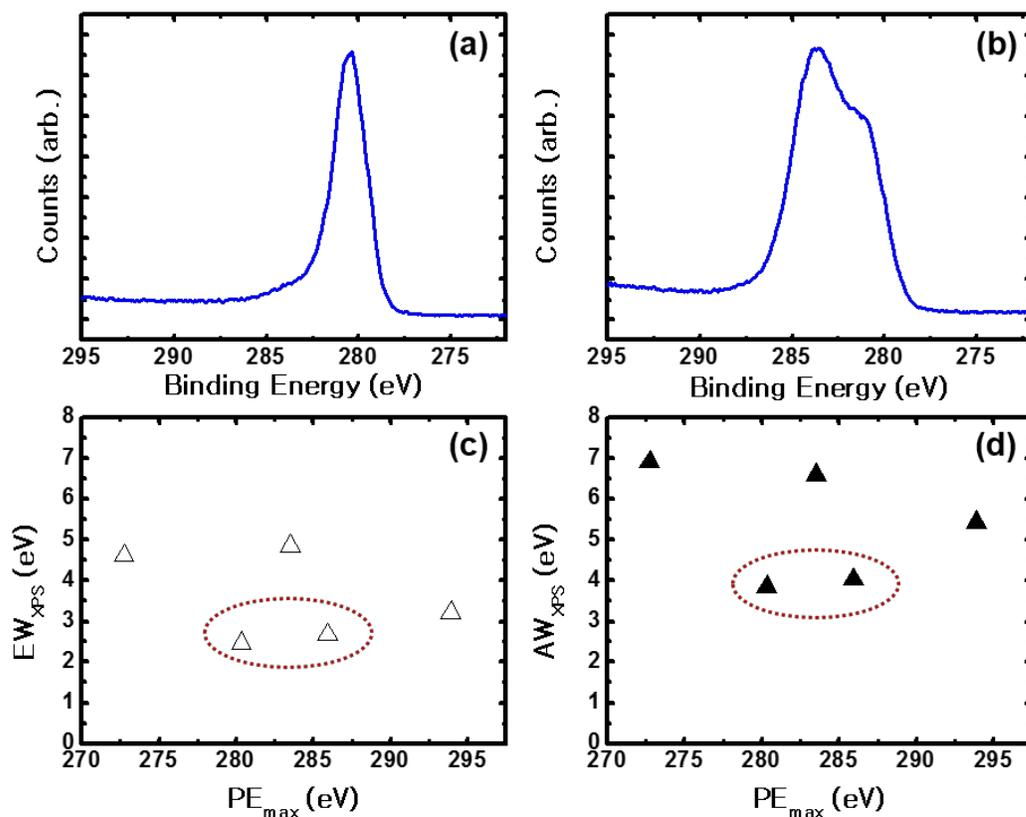 (a)
Counts (arb.)
295 290 285 280 275
Binding Energy (eV)
(b)
Counts (arb.)
295 290 285 280 275
Binding Energy (eV)
(c)
EW_XPS (eV)
8
7
6
5
4
3
2
1
0
270 275 280 285 290 295
PE_max (eV)
(d)
AW_XPS (eV)
8
7
6
5
4
3
2
1
0
270 275 280 285 290 295
PE_max (eV)